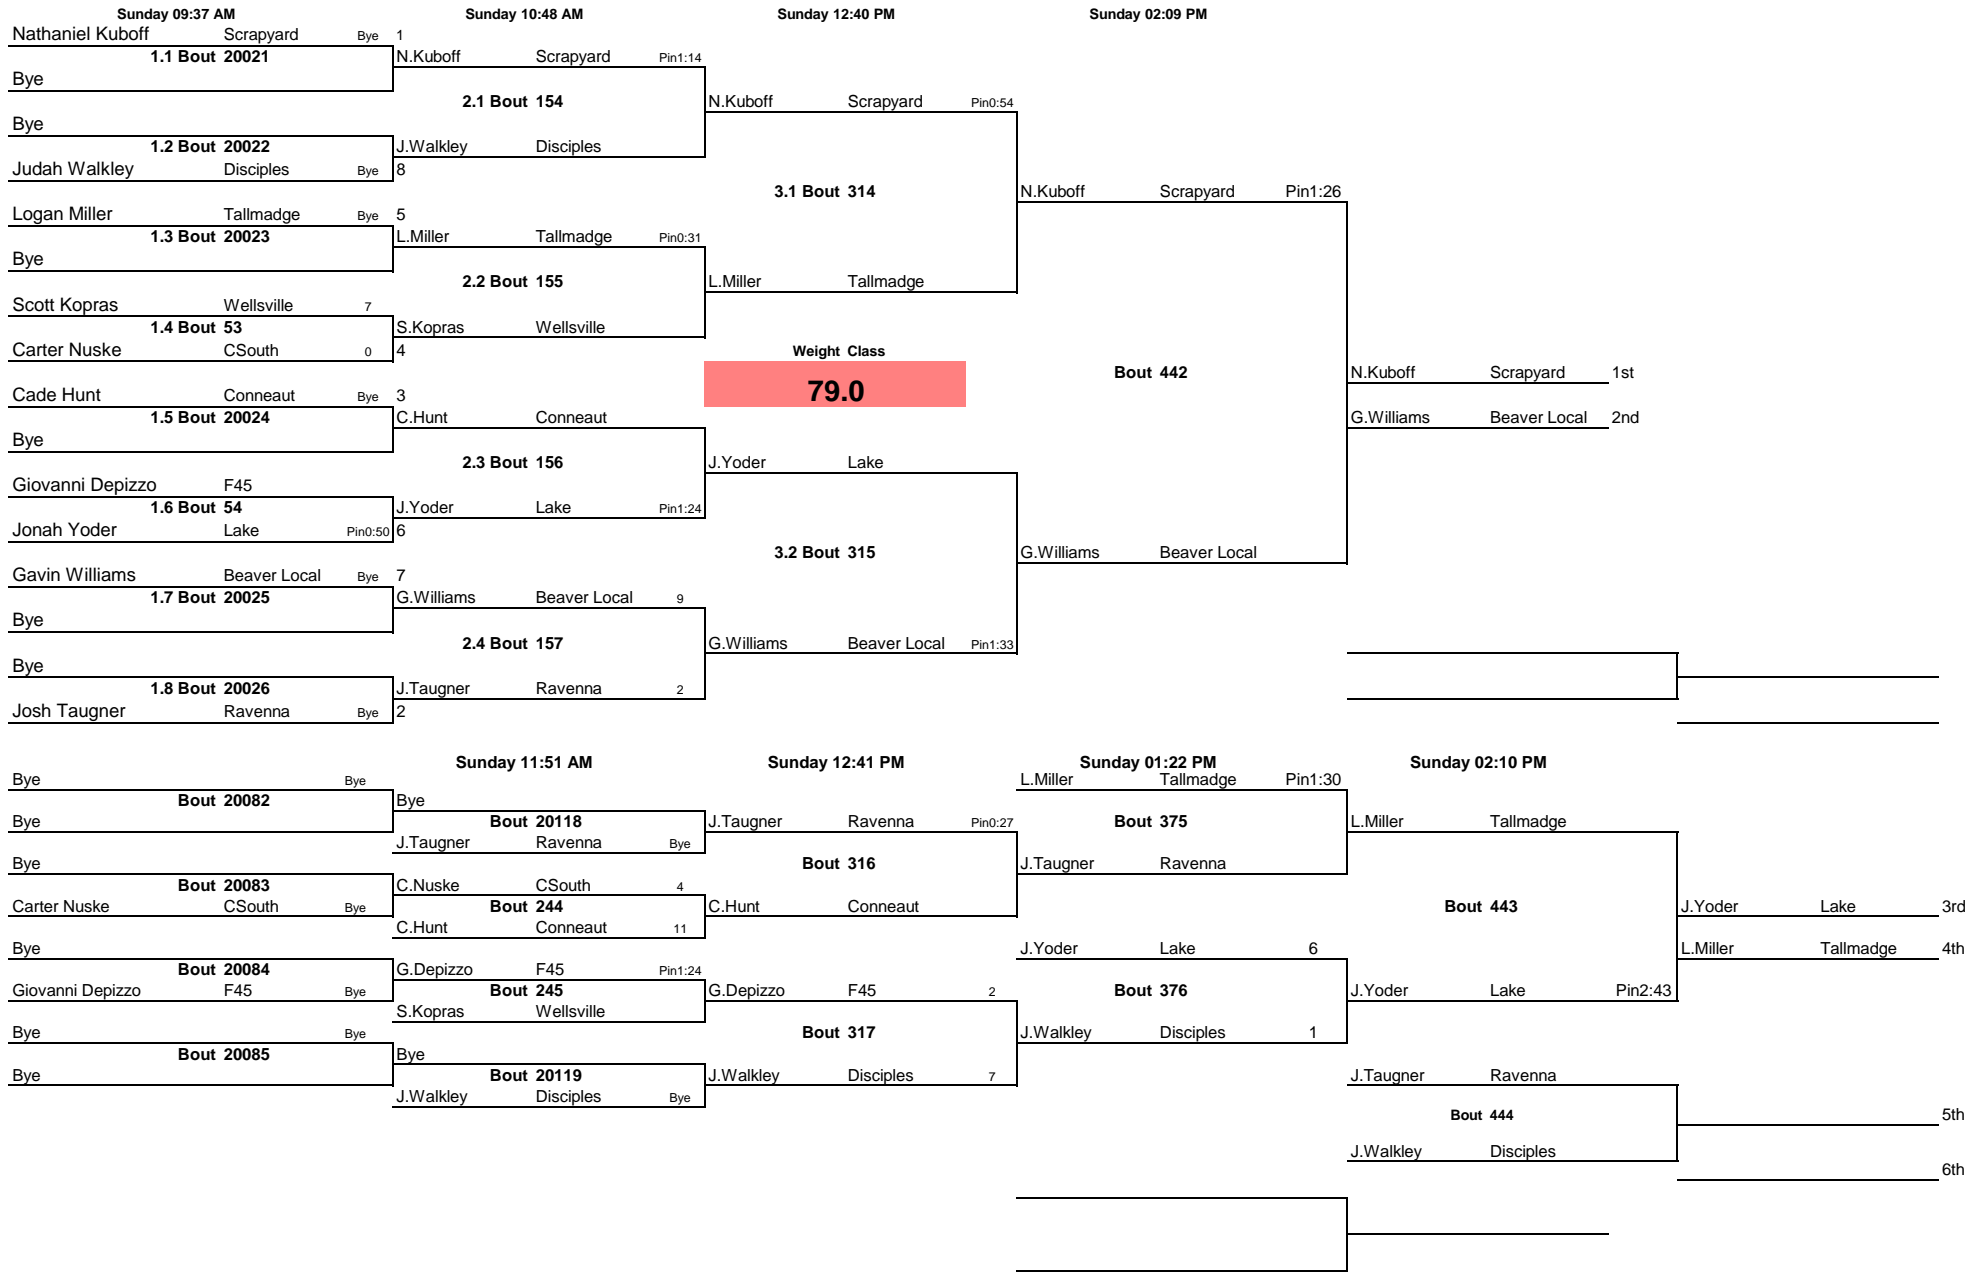 Sunday 09:37 AM Sunday 10:48 AM Sunday 12:40 PM Sunday 02:09 PM
Nathaniel Kuboff Scrapyard Bye 1
1.1 Bout 20021 N.Kuboff Scrapyard Pin1:14
Bye
2.1 Bout 154 N.Kuboff Scrapyard Pin0:54
Bye
1.2 Bout 20022 J.Walkley Disciples
Judah Walkley Disciples Bye 8
3.1 Bout 314 N.Kuboff Scrapyard Pin1:26
Logan Miller Tallmadge Bye 5
1.3 Bout 20023 L.Miller Tallmadge Pin0:31
Bye
2.2 Bout 155 L.Miller Tallmadge
Scott Kopras Wellsville 7
1.4 Bout 53 S.Kopras Wellsville
Carter Nuske CSouth 0 4 Weight Class
Bout 442 N.Kuboff Scrapyard 1st
Cade Hunt Conneaut Bye 3 79.0
1.5 Bout 20024 C.Hunt Conneaut G.Williams Beaver Local 2nd
Bye
2.3 Bout 156 J.Yoder Lake
Giovanni Depizzo F45
1.6 Bout 54 J.Yoder Lake Pin1:24
Jonah Yoder Lake Pin0:50 6
3.2 Bout 315 G.Williams Beaver Local
Gavin Williams Beaver Local Bye 7
1.7 Bout 20025 G.Williams Beaver Local 9
Bye
2.4 Bout 157 G.Williams Beaver Local Pin1:33
Bye
1.8 Bout 20026 J.Taugner Ravenna 2
Josh Taugner Ravenna Bye 2
Sunday 11:51 AM Sunday 12:41 PM Sunday 01:22 PM Sunday 02:10 PM
Bye Bye L.Miller Tallmadge Pin1:30
Bout 20082 Bye
Bye Bout 20118 J.Taugner Ravenna Pin0:27 Bout 375 L.Miller Tallmadge
J.Taugner Ravenna Bye
Bye Bout 316 J.Taugner Ravenna
Bout 20083 C.Nuske CSouth 4
Carter Nuske CSouth Bye Bout 244 C.Hunt Conneaut Bout 443 J.Yoder Lake 3rd
C.Hunt Conneaut 11
Bye J.Yoder Lake 6 L.Miller Tallmadge 4th
Bout 20084 G.Depizzo F45 Pin1:24
Giovanni Depizzo F45 Bye Bout 245 G.Depizzo F45 2 Bout 376 J.Yoder Lake Pin2:43
S.Kopras Wellsville
Bye Bye Bout 317 J.Walkley Disciples 1
Bout 20085 Bye
Bye Bout 20119 J.Walkley Disciples 7 J.Taugner Ravenna
J.Walkley Disciples Bye
Bout 444 5th
J.Walkley Disciples
6th